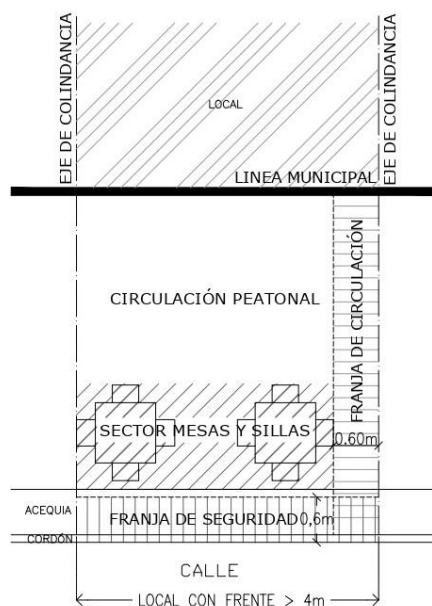 EJE DE COLINDANCIA
EJE DE COLINDANCIA
LOCAL
LINEA MUNICIPAL
CIRCULACIÓN PEATONAL
FRANJA DE CIRCULACIÓN
SECTOR MESAS Y SILLAS
0.60m
ACEQUIA
FRANJA DE SEGURIDAD
0,6m
CORDÓN
CALLE
LOCAL CON FRENTE > 4m